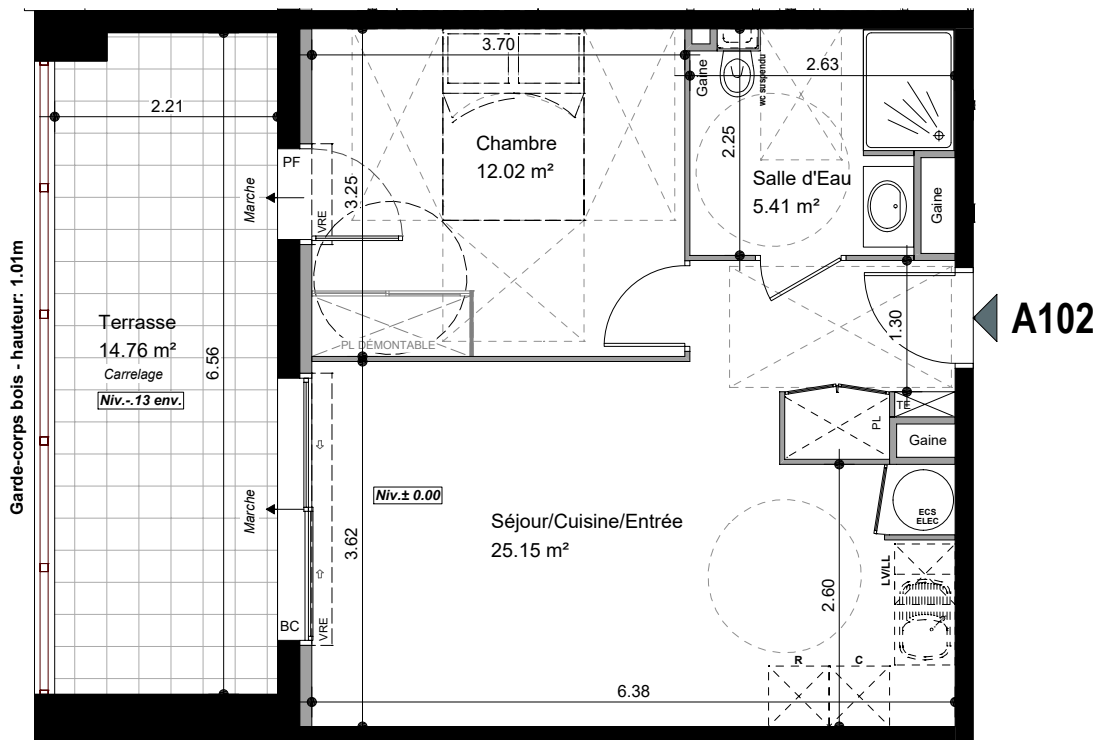 3.70
Gaine
wc suspendu
2.63
2.21
Chambre
12.02 m²
2.25
Salle d'Eau
5.41 m²
Gaine
PF
Marche
VRE
3.25
Garde-corps bois - hauteur: 1.01m
Terrasse
14.76 m²
Carrelage
Niv.-.13 env.
6.56
PL DÉMONTABLE
1.30
A102
TE
PL
Gaine
Niv.± 0.00
Marche
Séjour/Cuisine/Entrée
25.15 m²
ECS
ELEC
3.62
LV/LL
2.60
BC
VRE
R
C
6.38